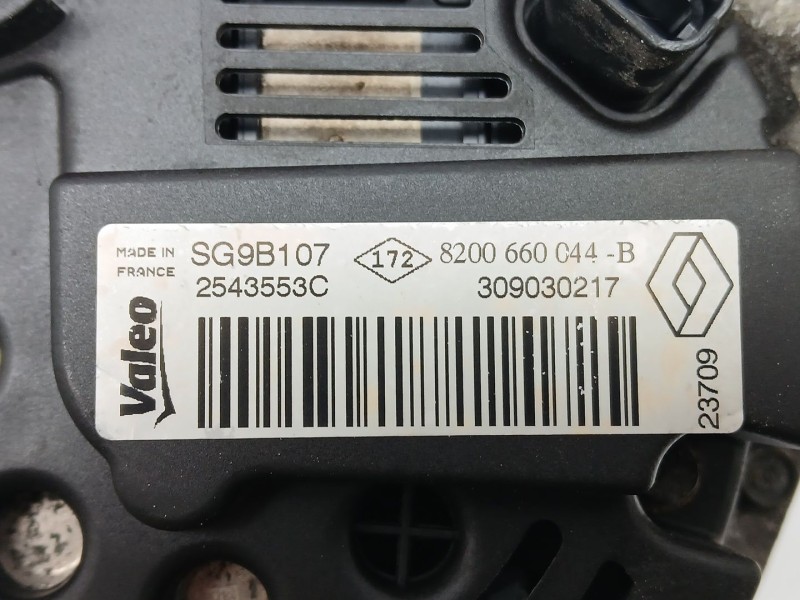 MADE IN
FRANCE
SG9B107
172
8200 660 044 -B
2543553C
309030217
Valeo
23709